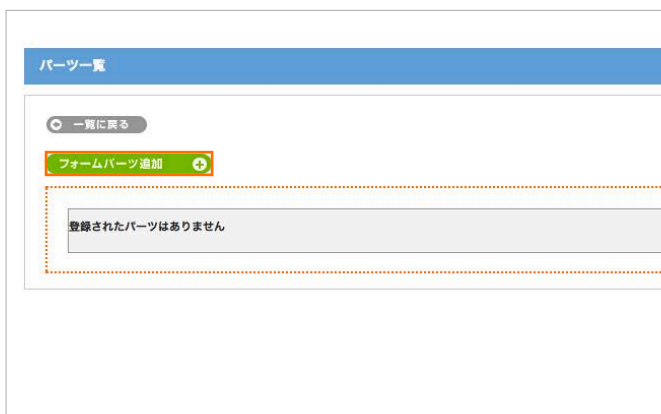 パーツ一覧
一覧に戻る
フォームパーツ追加
登録されたパーツはありません